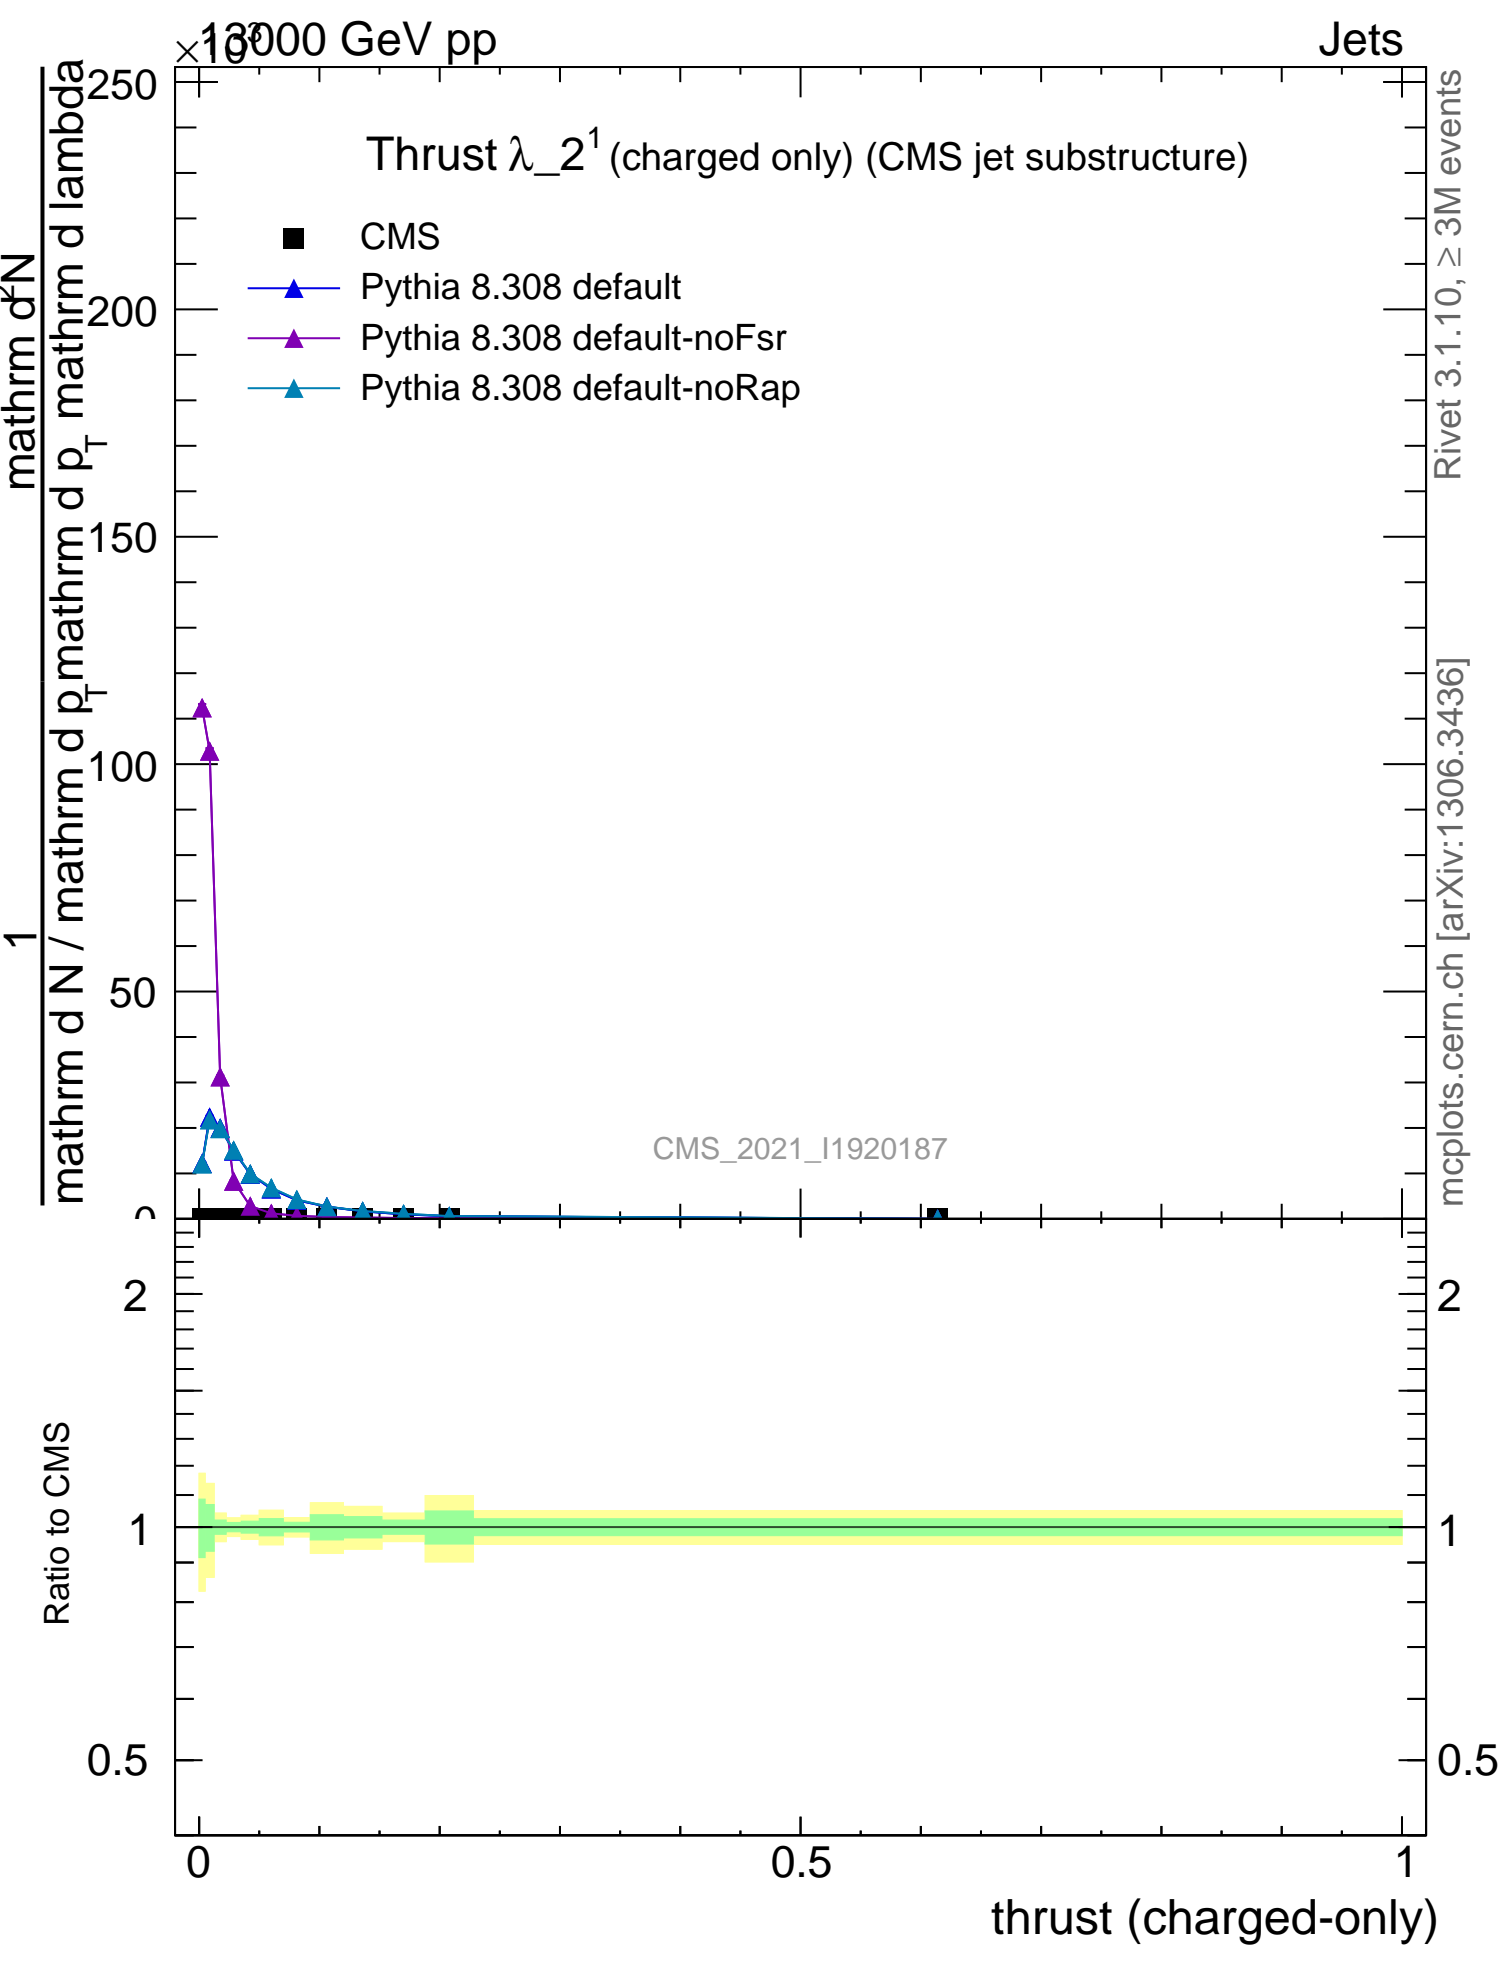 ×10³
13000 GeV pp
Jets
Thrust λ_2¹ (charged only) (CMS jet substructure)
CMS
Pythia 8.308 default
Pythia 8.308 default-noFsr
Pythia 8.308 default-noRap
250
200
150
100
50
0
1
mathrm d N / mathrm d p_T
mathrm d²N
mathrm d p_T mathrm d lambda
Rivet 3.1.10, ≥ 3M events
mcplots.cern.ch [arXiv:1306.3436]
CMS_2021_I1920187
Ratio to CMS
2
1
0.5
2
1
0.5
0
0.5
1
thrust (charged-only)